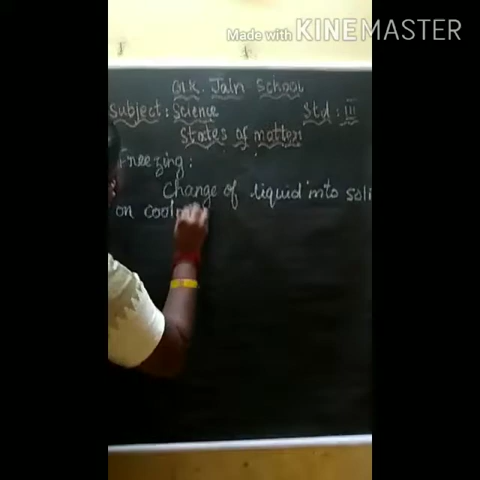 Made with KINEMASTER
G.K. Jain School
Subject: Science Std: III
States of matter
Freezing:
Change of liquid into soli
on cool